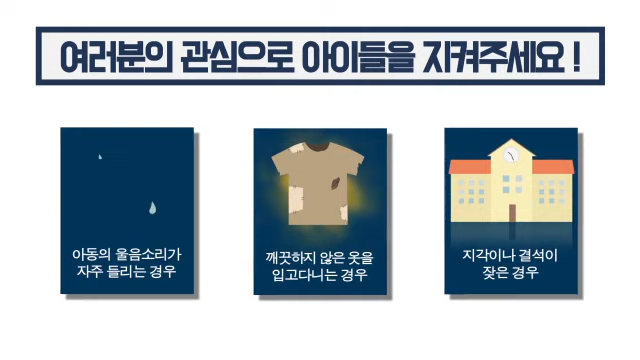 여러분의 관심으로 아이들을 지켜주세요 !
아동의 울음소리가
자주 들리는 경우
깨끗하지 않은 옷을
입고다니는 경우
지각이나 결석이
잦은 경우